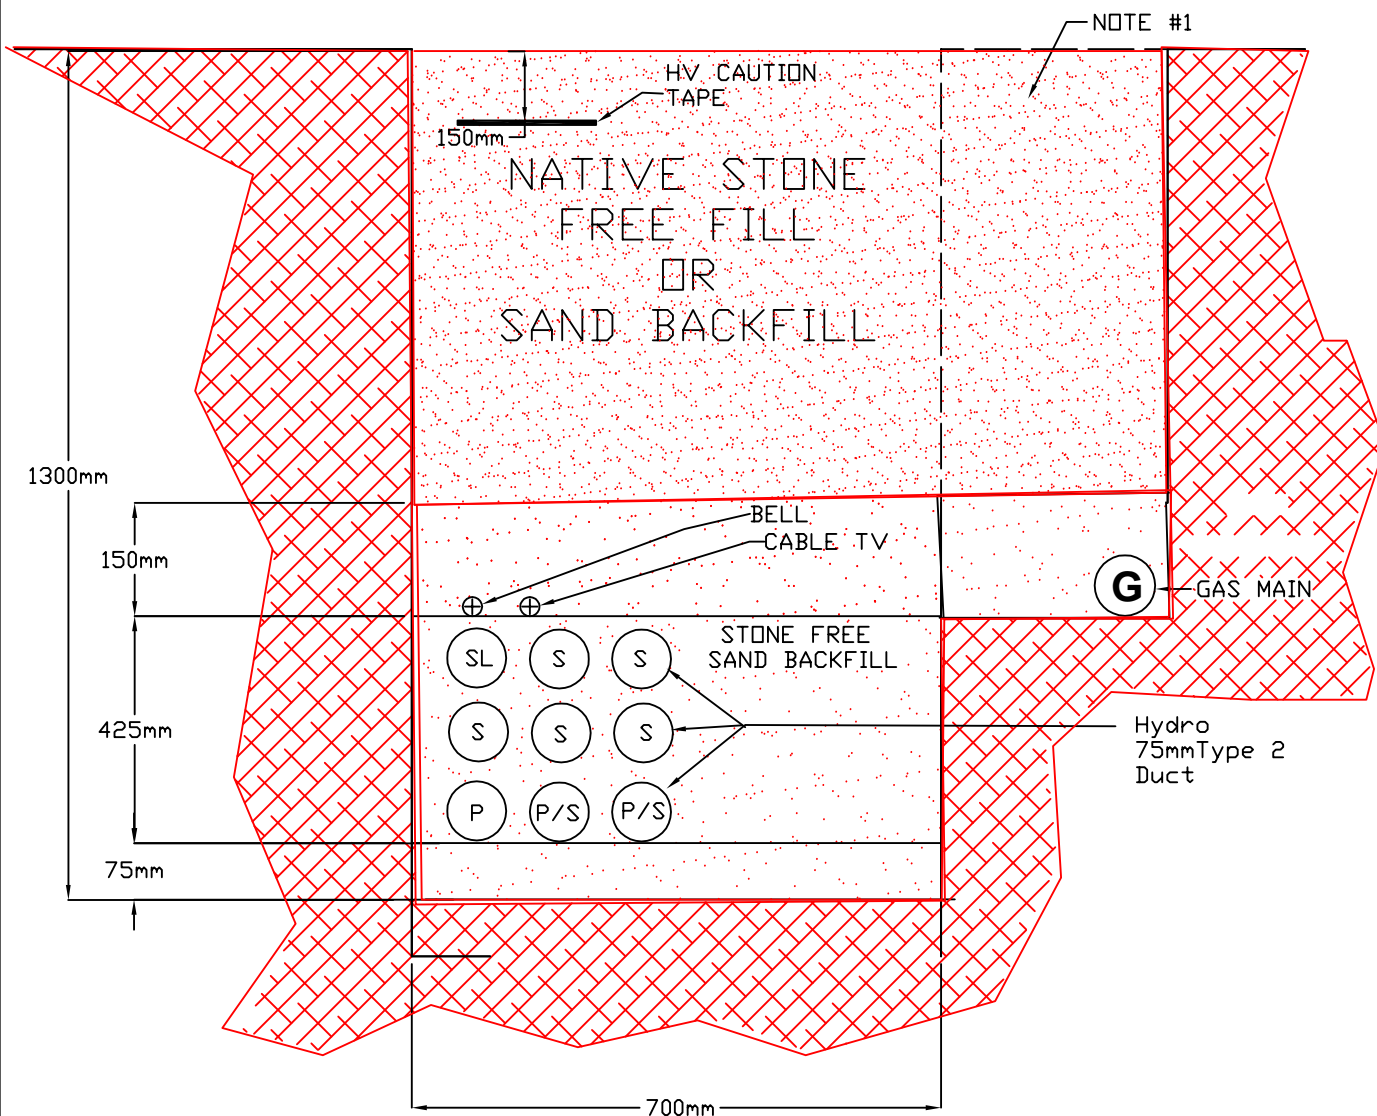 NOTE #1
HV CAUTION
TAPE
150mm
NATIVE STONE
FREE FILL
OR
SAND BACKFILL
1300mm
BELL
CABLE TV
150mm
G
GAS MAIN
STONE FREE
SAND BACKFILL
SL S S
425mm
S S S
Hydro
75mmType 2
Duct
P P/S P/S
75mm
700mm